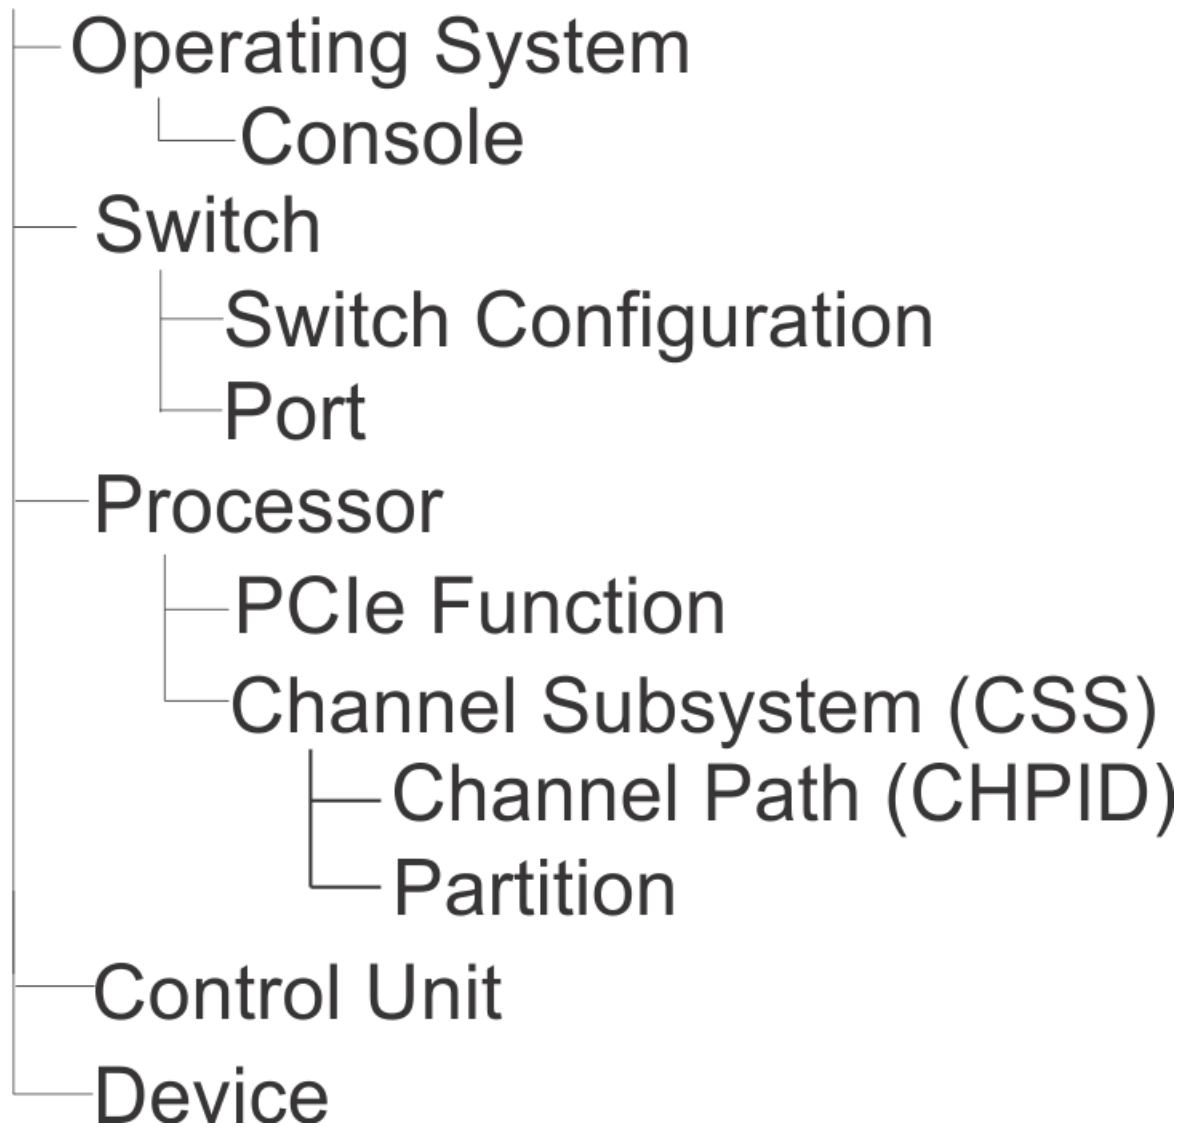 Operating System
Console
Switch
Switch Configuration
Port
Processor
PCIe Function
Channel Subsystem (CSS)
Channel Path (CHPID)
Partition
Control Unit
Device